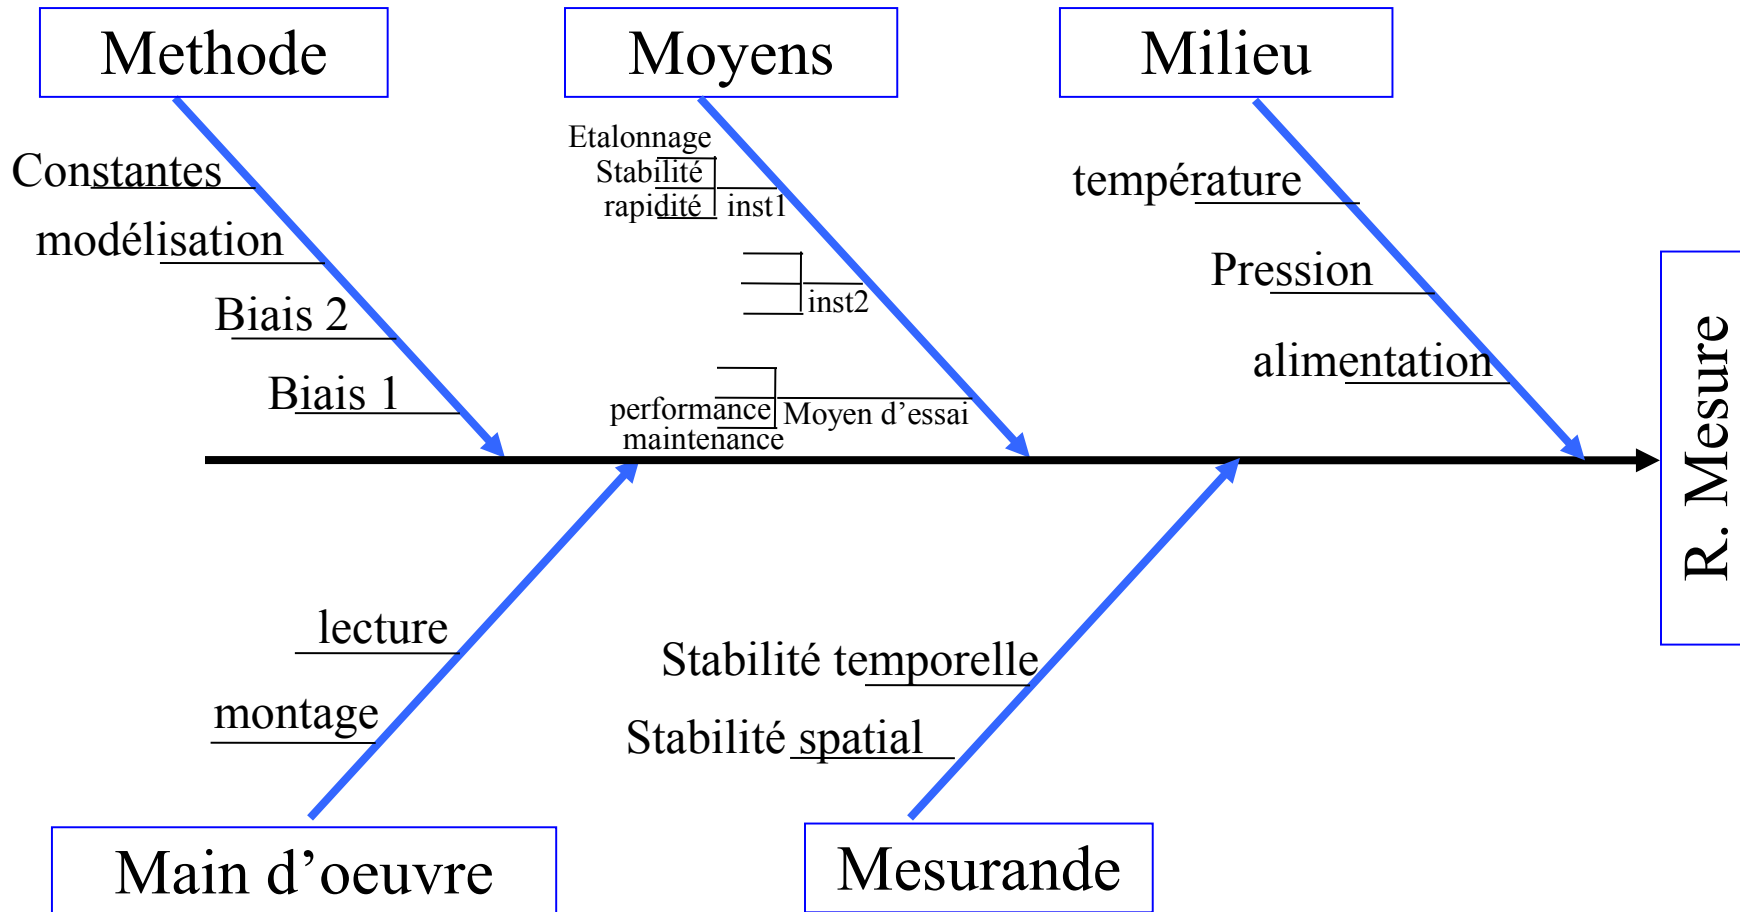 Methode
Moyens
Milieu
Constantes
modélisation
Biais 2
Biais 1
Etalonnage
Stabilité
rapidité
inst1
inst2
performance
maintenance
Moyen d’essai
température
Pression
alimentation
R. Mesure
lecture
montage
Stabilité temporelle
Stabilité spatial
Main d’oeuvre
Mesurande